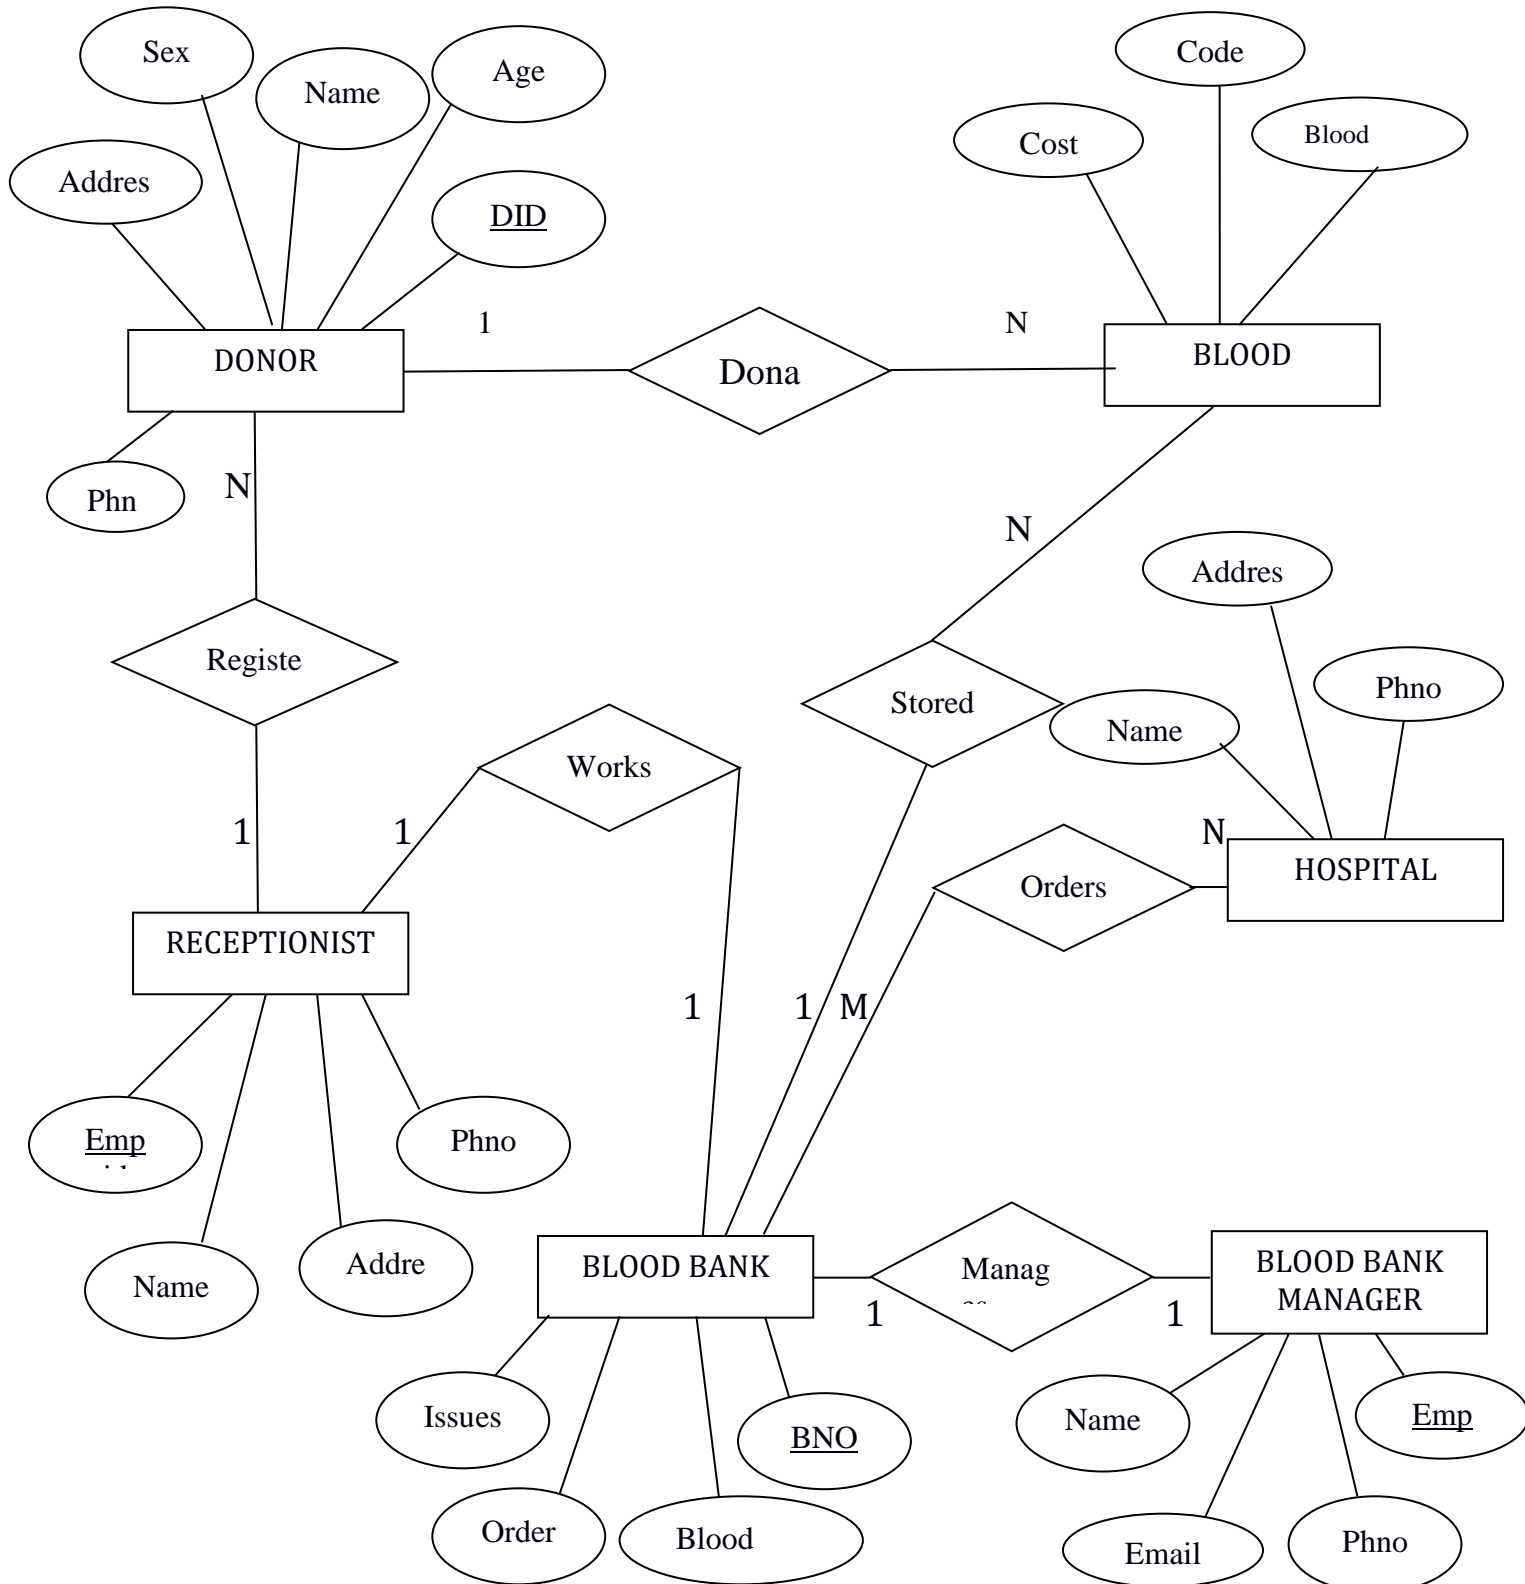 Sex
Name
Age
Code
Cost
Blood
Addres
DID
1
N
DONOR
Dona
BLOOD
Phn
N
N
Addres
Registe
Stored
Phno
Name
Works
1
1
N
Orders
HOSPITAL
RECEPTIONIST
1
1
M
Emp
Phno
Name
Addre
BLOOD BANK
Manag
BLOOD BANK
MANAGER
1
1
Issues
BNO
Name
Emp
Order
Blood
Email
Phno